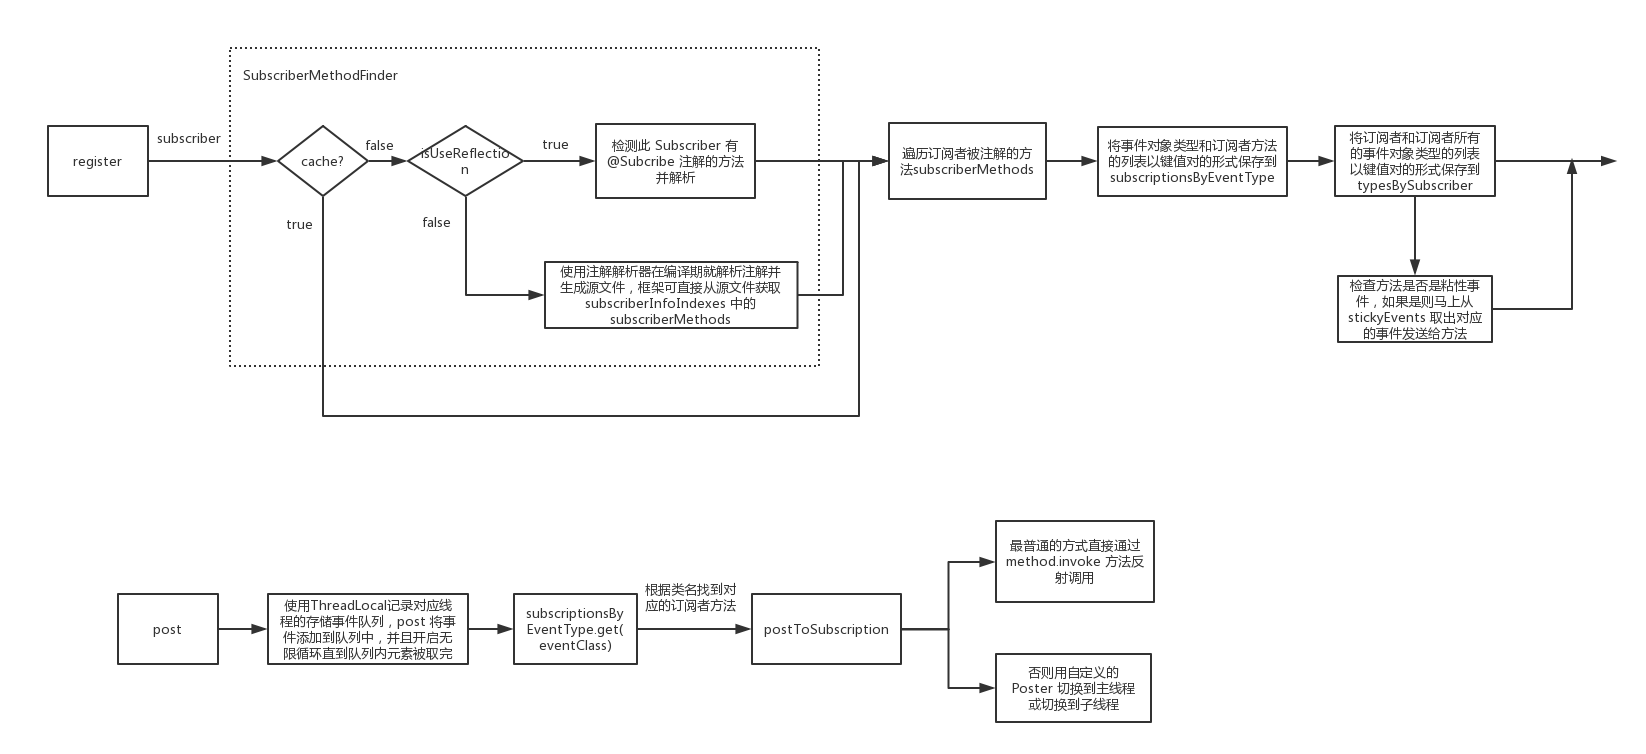 SubscriberMethodFinder
register
subscriber
cache?
false
isUseReflectio
n
true
检测此 Subscriber 有
@Subcribe 注解的方法
并解析
遍历订阅者被注解的方
法subscriberMethods
将事件对象类型和订阅者方法
的列表以键值对的形式保存到
subscriptionsByEventType
将订阅者和订阅者所有
的事件对象类型的列表
以键值对的形式保存到
typesBySubscriber
true
false
使用注解解析器在编译期就解析注解并
生成源文件，框架可直接从源文件获取
subscriberInfoIndexes 中的
subscriberMethods
检查方法是否是粘性事
件，如果是则马上从
stickyEvents 取出对应
的事件发送给方法
post
使用ThreadLocal记录对应线
程的存储事件队列，post 将事
件添加到队列中，并且开启无
限循环直到队列内元素被取完
subscriptionsBy
EventType.get(
eventClass)
根据类名找到对
应的订阅者方法
postToSubscription
最普通的方式直接通过
method.invoke 方法反
射调用
否则用自定义的
Poster 切换到主线程
或切换到子线程